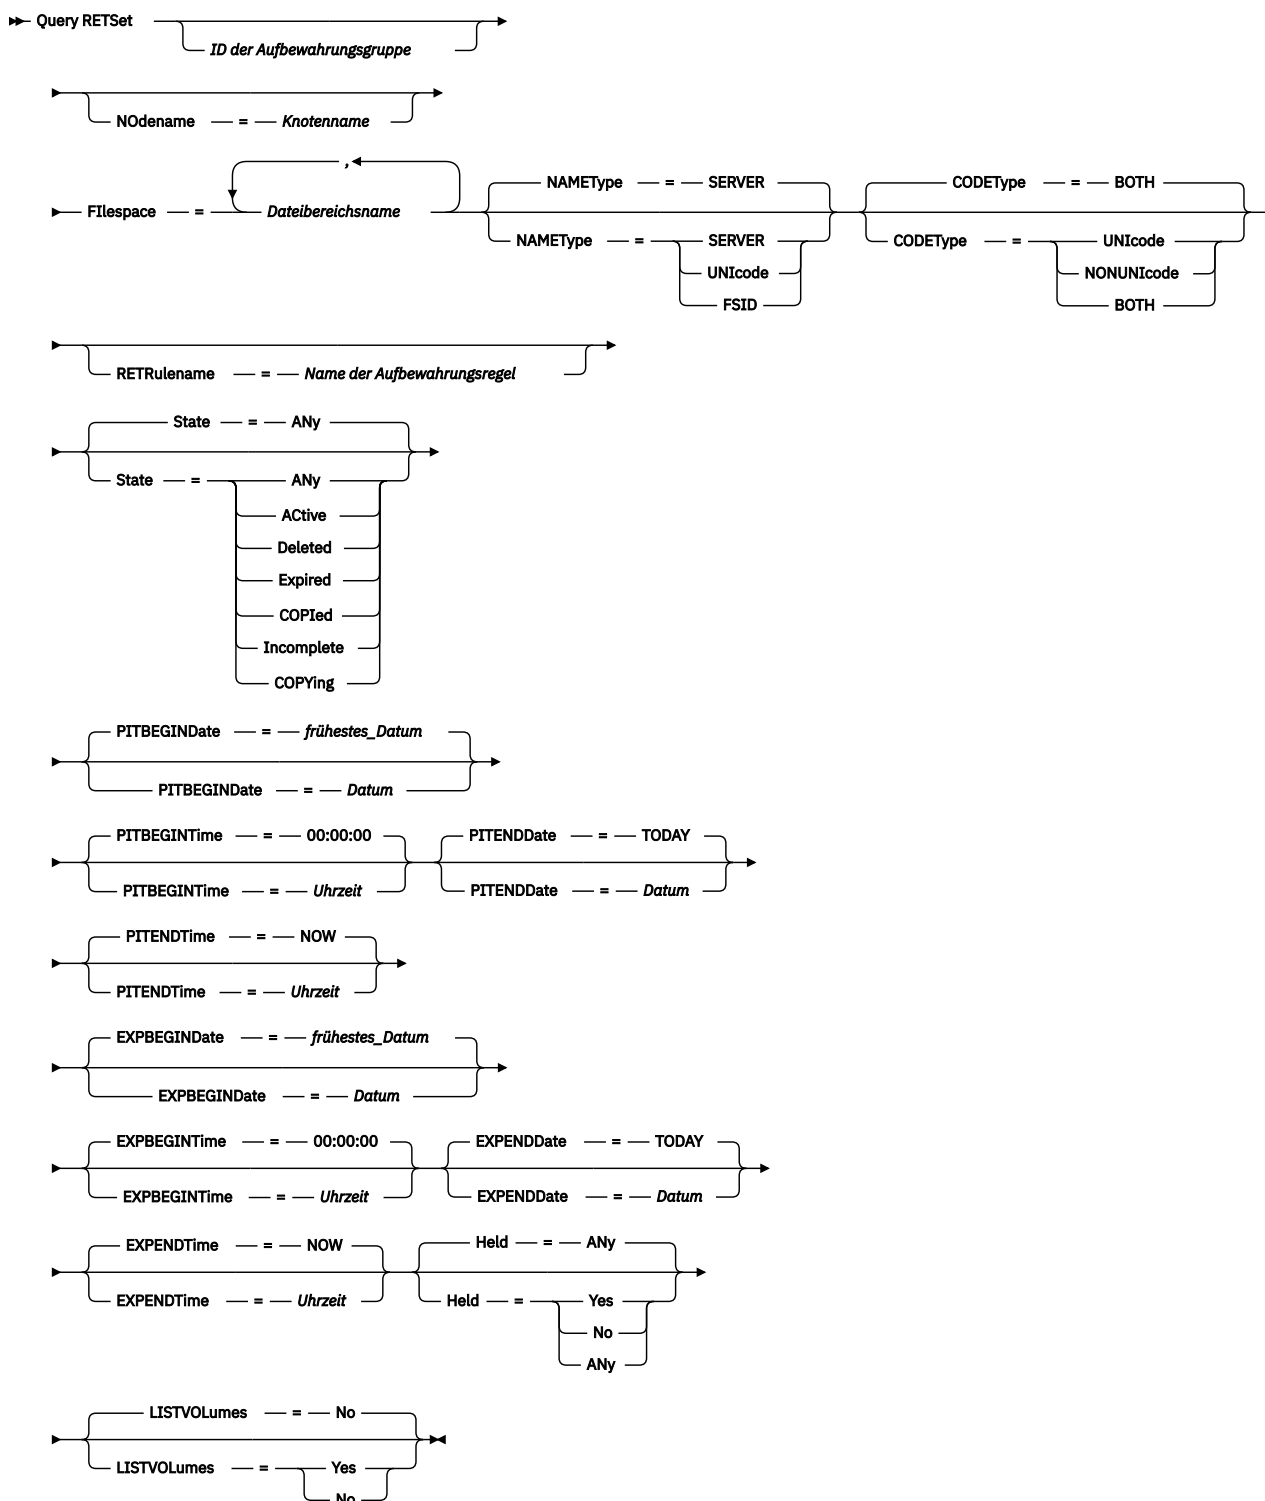 Query RETSet
ID der Aufbewahrungsgruppe
NOdename = Knotenname
,
FIlespace = Dateibereichsname
NAMEType = SERVER
NAMEType = SERVER
UNIcode
FSID
CODEType = BOTH
CODEType = UNIcode
NONUNIcode
BOTH
RETRulename = Name der Aufbewahrungsregel
State = ANy
State = ANy
ACtive
Deleted
Expired
COPIed
Incomplete
COPYing
PITBEGINDate = frühestes_Datum
PITBEGINDate = Datum
PITBEGINTime = 00:00:00
PITBEGINTime = Uhrzeit
PITENDDate = TODAY
PITENDDate = Datum
PITENDTime = NOW
PITENDTime = Uhrzeit
EXPBEGINDate = frühestes_Datum
EXPBEGINDate = Datum
EXPBEGINTime = 00:00:00
EXPBEGINTime = Uhrzeit
EXPENDDate = TODAY
EXPENDDate = Datum
EXPENDTime = NOW
EXPENDTime = Uhrzeit
Held = ANy
Held = Yes
No
ANy
LISTVOLumes = No
LISTVOLumes = Yes
No